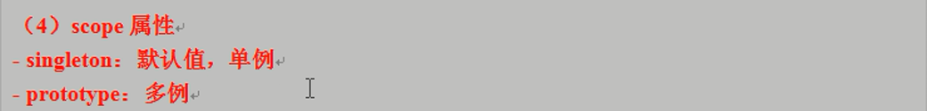 （4）scope 属性
- singleton：默认值，单例
- prototype：多例